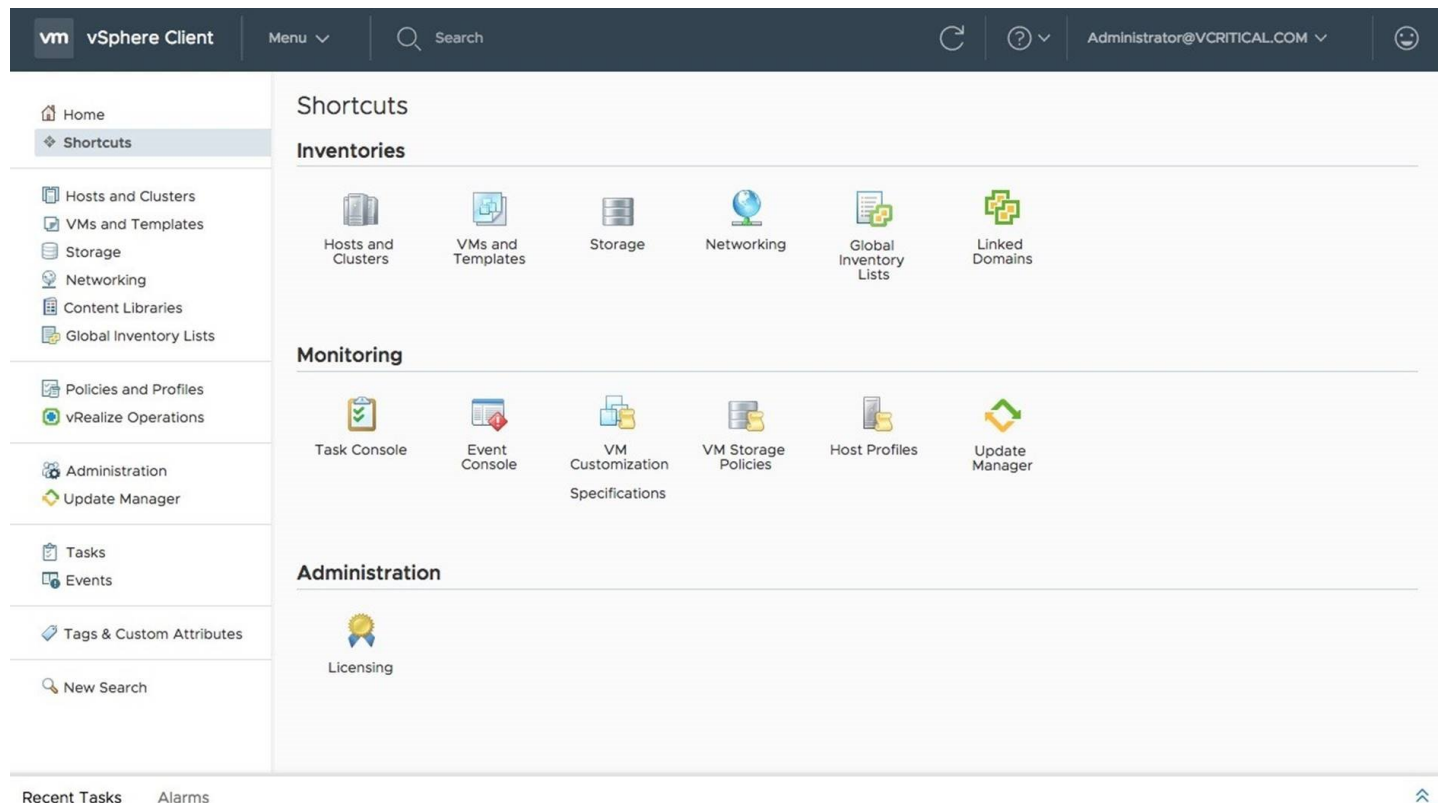 vm vSphere Client Menu Search Administrator@VCRITICAL.COM
Home
Shortcuts
Hosts and Clusters
VMs and Templates
Storage
Networking
Content Libraries
Global Inventory Lists
Policies and Profiles
vRealize Operations
Administration
Update Manager
Tasks
Events
Tags & Custom Attributes
New Search
Shortcuts
Inventories
Hosts and
Clusters
VMs and
Templates
Storage
Networking
Global
Inventory
Lists
Linked
Domains
Monitoring
Task Console
Event
Console
VM
Customization
Specifications
VM Storage
Policies
Host Profiles
Update
Manager
Administration
Licensing
Recent Tasks Alarms